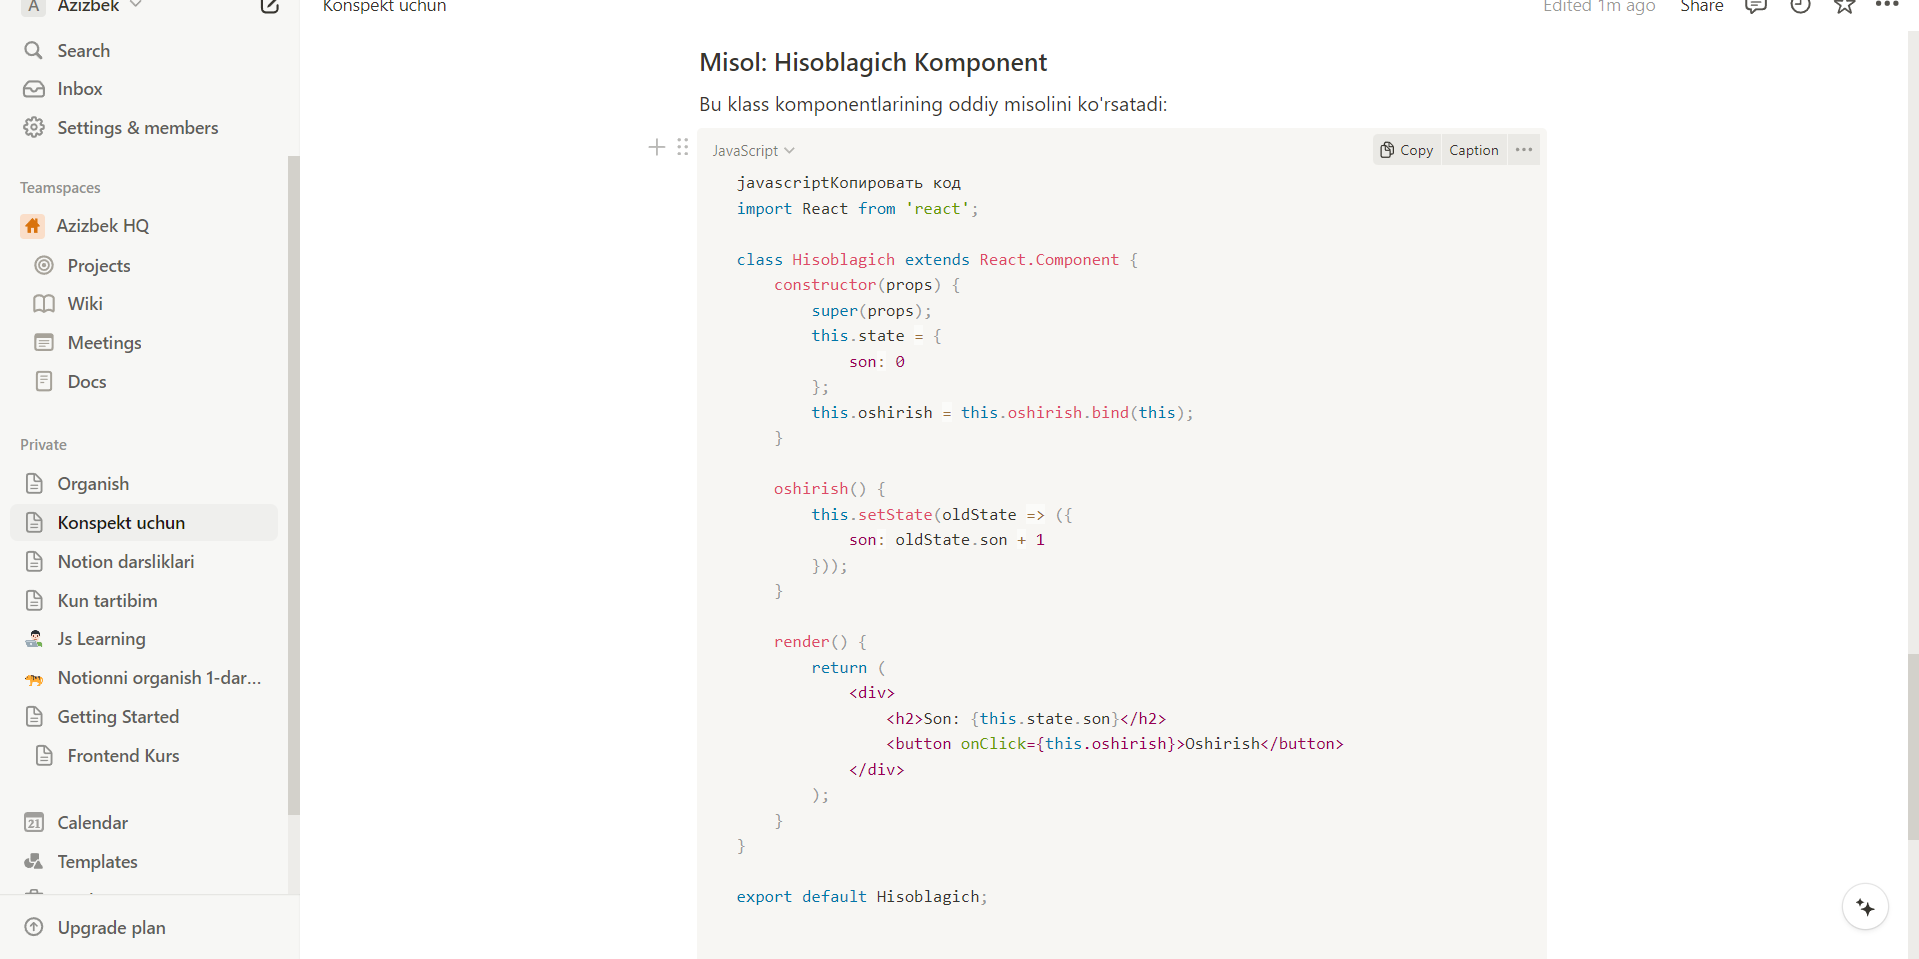 A Azizbek
Search
Inbox
Settings & members
Teamspaces
Azizbek HQ
Projects
Wiki
Meetings
Docs
Private
Organish
Konspekt uchun
Notion darsliklari
Kun tartibim
Js Learning
Notionni organish 1-dar...
Getting Started
Frontend Kurs
21 Calendar
Templates
Upgrade plan
Konspekt uchun
Edited 1m ago Share
Misol: Hisoblagich Komponent
Bu klass komponentlarining oddiy misolini ko'rsatadi:
JavaScript
Copy Caption
javascriptКопировать код
import React from 'react';
class Hisoblagich extends React.Component {
constructor(props) {
super(props);
this.state = {
son: 0
};
this.oshirish = this.oshirish.bind(this);
}
oshirish() {
this.setState(oldState => ({
son: oldState.son + 1
}));
}
render() {
return (
<div>
<h2>Son: {this.state.son}</h2>
<button onClick={this.oshirish}>Oshirish</button>
</div>
);
}
}
export default Hisoblagich;